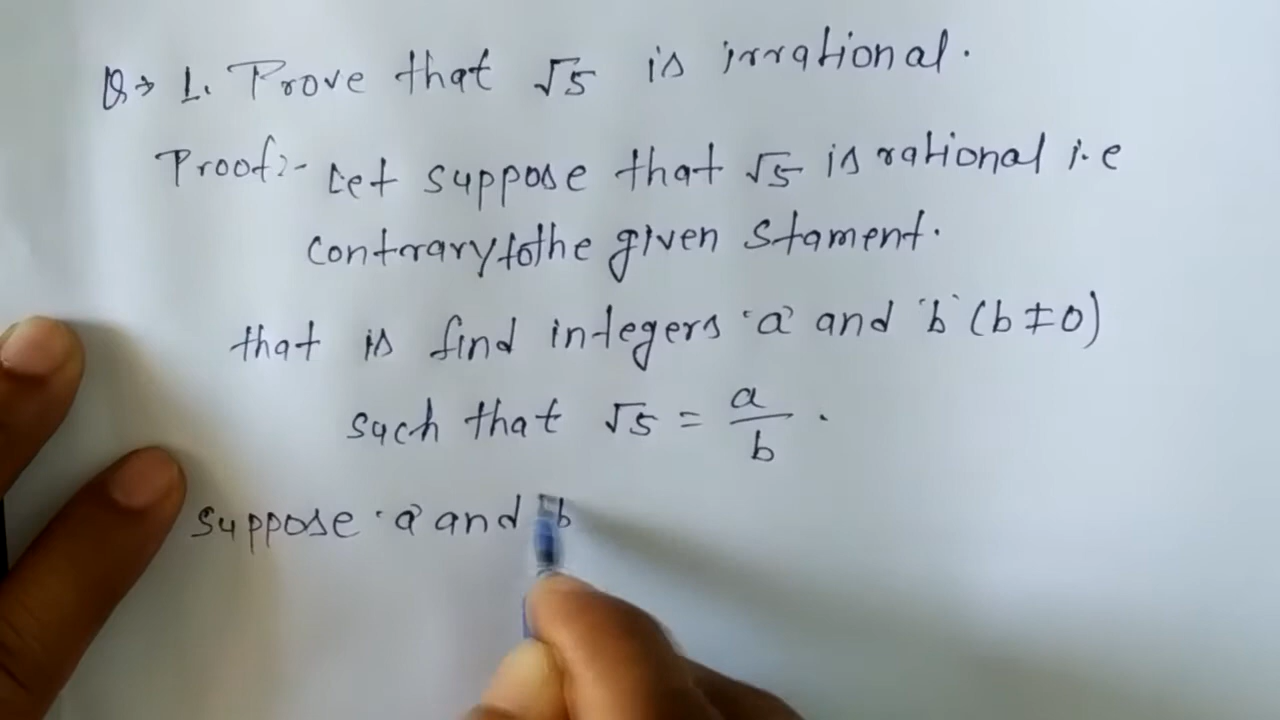 Q→ 1. Prove that √5 is irrational.
Proof:- Let suppose that √5 is rational i.e
contrary to the given stament.
that is find integers 'a' and 'b' (b≠0)
such that √5 = a/b .
suppose 'a' and 'b